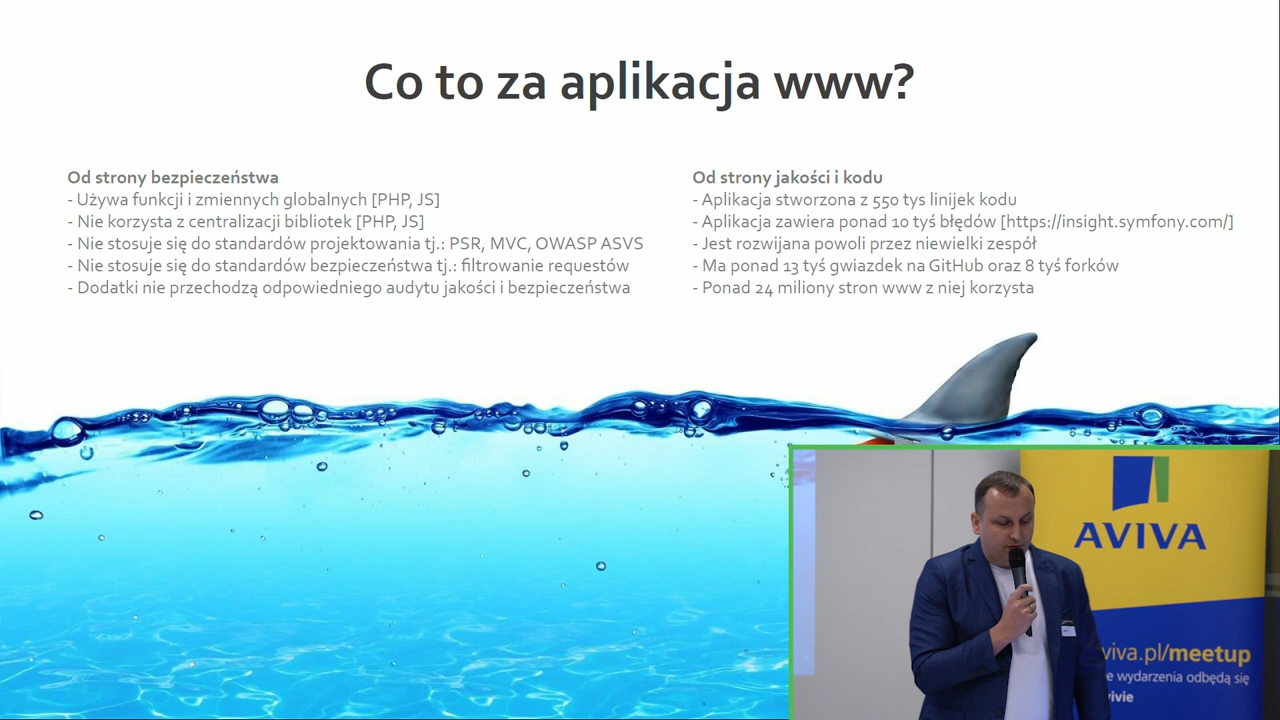 Co to za aplikacja www?
Od strony bezpieczeństwa
- Używa funkcji i zmiennych globalnych [PHP, JS]
- Nie korzysta z centralizacji bibliotek [PHP, JS]
- Nie stosuje się do standardów projektowania tj.: PSR, MVC, OWASP ASVS
- Nie stosuje się do standardów bezpieczeństwa tj.: filtrowanie requestów
- Dodatki nie przechodzą odpowiedniego audytu jakości i bezpieczeństwa
Od strony jakości i kodu
- Aplikacja stworzona z 550 tys linijek kodu
- Aplikacja zawiera ponad 10 tyś błędów [https://insight.symfony.com/]
- Jest rozwijana powoli przez niewielki zespół
- Ma ponad 13 tyś gwiazdek na GitHub oraz 8 tyś forków
- Ponad 24 miliony stron www z niej korzysta
AVIVA
viva.pl/meetup
e wydarzenia odbędą się
vivie